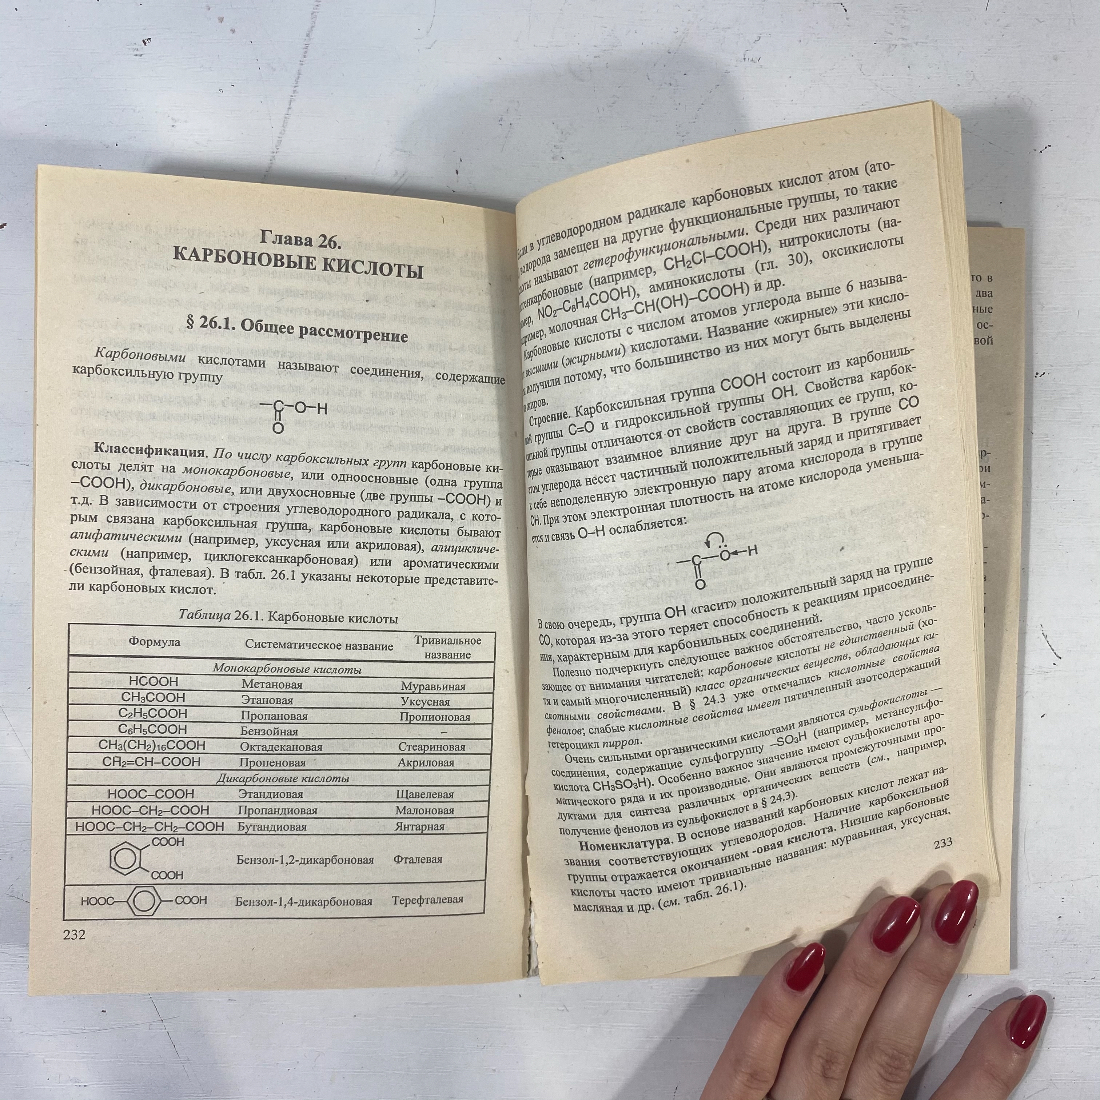 Глава 26.
КАРБОНОВЫЕ КИСЛОТЫ
§ 26.1. Общее рассмотрение
Карбоновыми кислотами называют соединения, содержащие
карбоксильную группу
–C–O–H
O
Классификация. По числу карбоксильных групп карбоновые ки-
слоты делят на монокарбоновые, или одноосновные (одна группа
–COOH), дикарбоновые, или двухосновные (две группы –COOH) и
т.д. В зависимости от строения углеводородного радикала, с кото-
рым связана карбоксильная группа, карбоновые кислоты бывают
алифатическими (например, уксусная или акриловая), алицикличе-
скими (например, циклогексанкарбоновая) или ароматическими
(бензойная, фталевая). В табл. 26.1 указаны некоторые представите-
ли карбоновых кислот.
Таблица 26.1. Карбоновые кислоты
Формула Систематическое название Тривиальное
название
Монокарбоновые кислоты
HCOOH Метановая Муравьиная
CH₃COOH Этановая Уксусная
C₂H₅COOH Пропановая Пропионовая
C₆H₅COOH Бензойная –
CH₃(CH₂)₁₆COOH Октадекановая Стеариновая
CH₂=CH–COOH Пропеновая Акриловая
Дикарбоновые кислоты
HOOC–COOH Этандиовая Щавелевая
HOOC–CH₂–COOH Пропандиовая Малоновая
HOOC–CH₂–CH₂–COOH Бутандиовая Янтарная
COOH
Бензол-1,2-дикарбоновая Фталевая
COOH
HOOC– –COOH Бензол-1,4-дикарбоновая Терефталевая
232
в углеводородном радикале карбоновых кислот атом (ато-
замещен на другие функциональные группы, то такие
называют гетерофункциональными. Среди них различают
(например, CH₂Cl–COOH), нитрокислоты (на-
NO₂–C₆H₄COOH), аминокислоты (гл. 30), оксикислоты
молочная CH₃–CH(OH)–COOH) и др.
Карбоновые кислоты с числом атомов углерода выше 6 называ-
высшими (жирными) кислотами. Название «жирные» эти кисло-
получили потому, что большинство из них могут быть выделены
жиров.
Строение. Карбоксильная группа COOH состоит из карбониль-
группы C=O и гидроксильной группы OH. Свойства карбок-
группы отличаются от свойств составляющих ее групп, ко-
оказывают взаимное влияние друг на друга. В группе CO
углерода несет частичный положительный заряд и притягивает
к себе неподеленную электронную пару атома кислорода в группе
OH. При этом электронная плотность на атоме кислорода уменьша-
ется и связь O–H ослабляется:
–C–O←H
O
В свою очередь, группа OH «гасит» положительный заряд на группе
CO, которая из-за этого теряет способность к реакциям присоедине-
ния, характерным для карбонильных соединений.
Полезно подчеркнуть следующее важное обстоятельство, часто усколь-
зающее от внимания читателей: карбоновые кислоты не единственный (хо-
тя и самый многочисленный) класс органических веществ, обладающих ки-
слотными свойствами. В § 24.3 уже отмечались кислотные свойства
фенолов; слабые кислотные свойства имеет пятичленный азотсодержащий
гетероцикл пиррол.
Очень сильными органическими кислотами являются сульфокислоты —
соединения, содержащие сульфогруппу –SO₃H (например, метансульфо-
кислота CH₃SO₃H). Особенно важное значение имеют сульфокислоты аро-
матического ряда и их производные. Они являются промежуточными про-
дуктами для синтеза различных органических веществ (см., например,
получение фенолов из сульфокислот в § 24.3).
Номенклатура. В основе названий карбоновых кислот лежат на-
звания соответствующих углеводородов. Наличие карбоксильной
группы отражается окончанием -овая кислота. Низшие карбоновые
кислоты часто имеют тривиальные названия: муравьиная, уксусная,
масляная и др. (см. табл. 26.1).
233